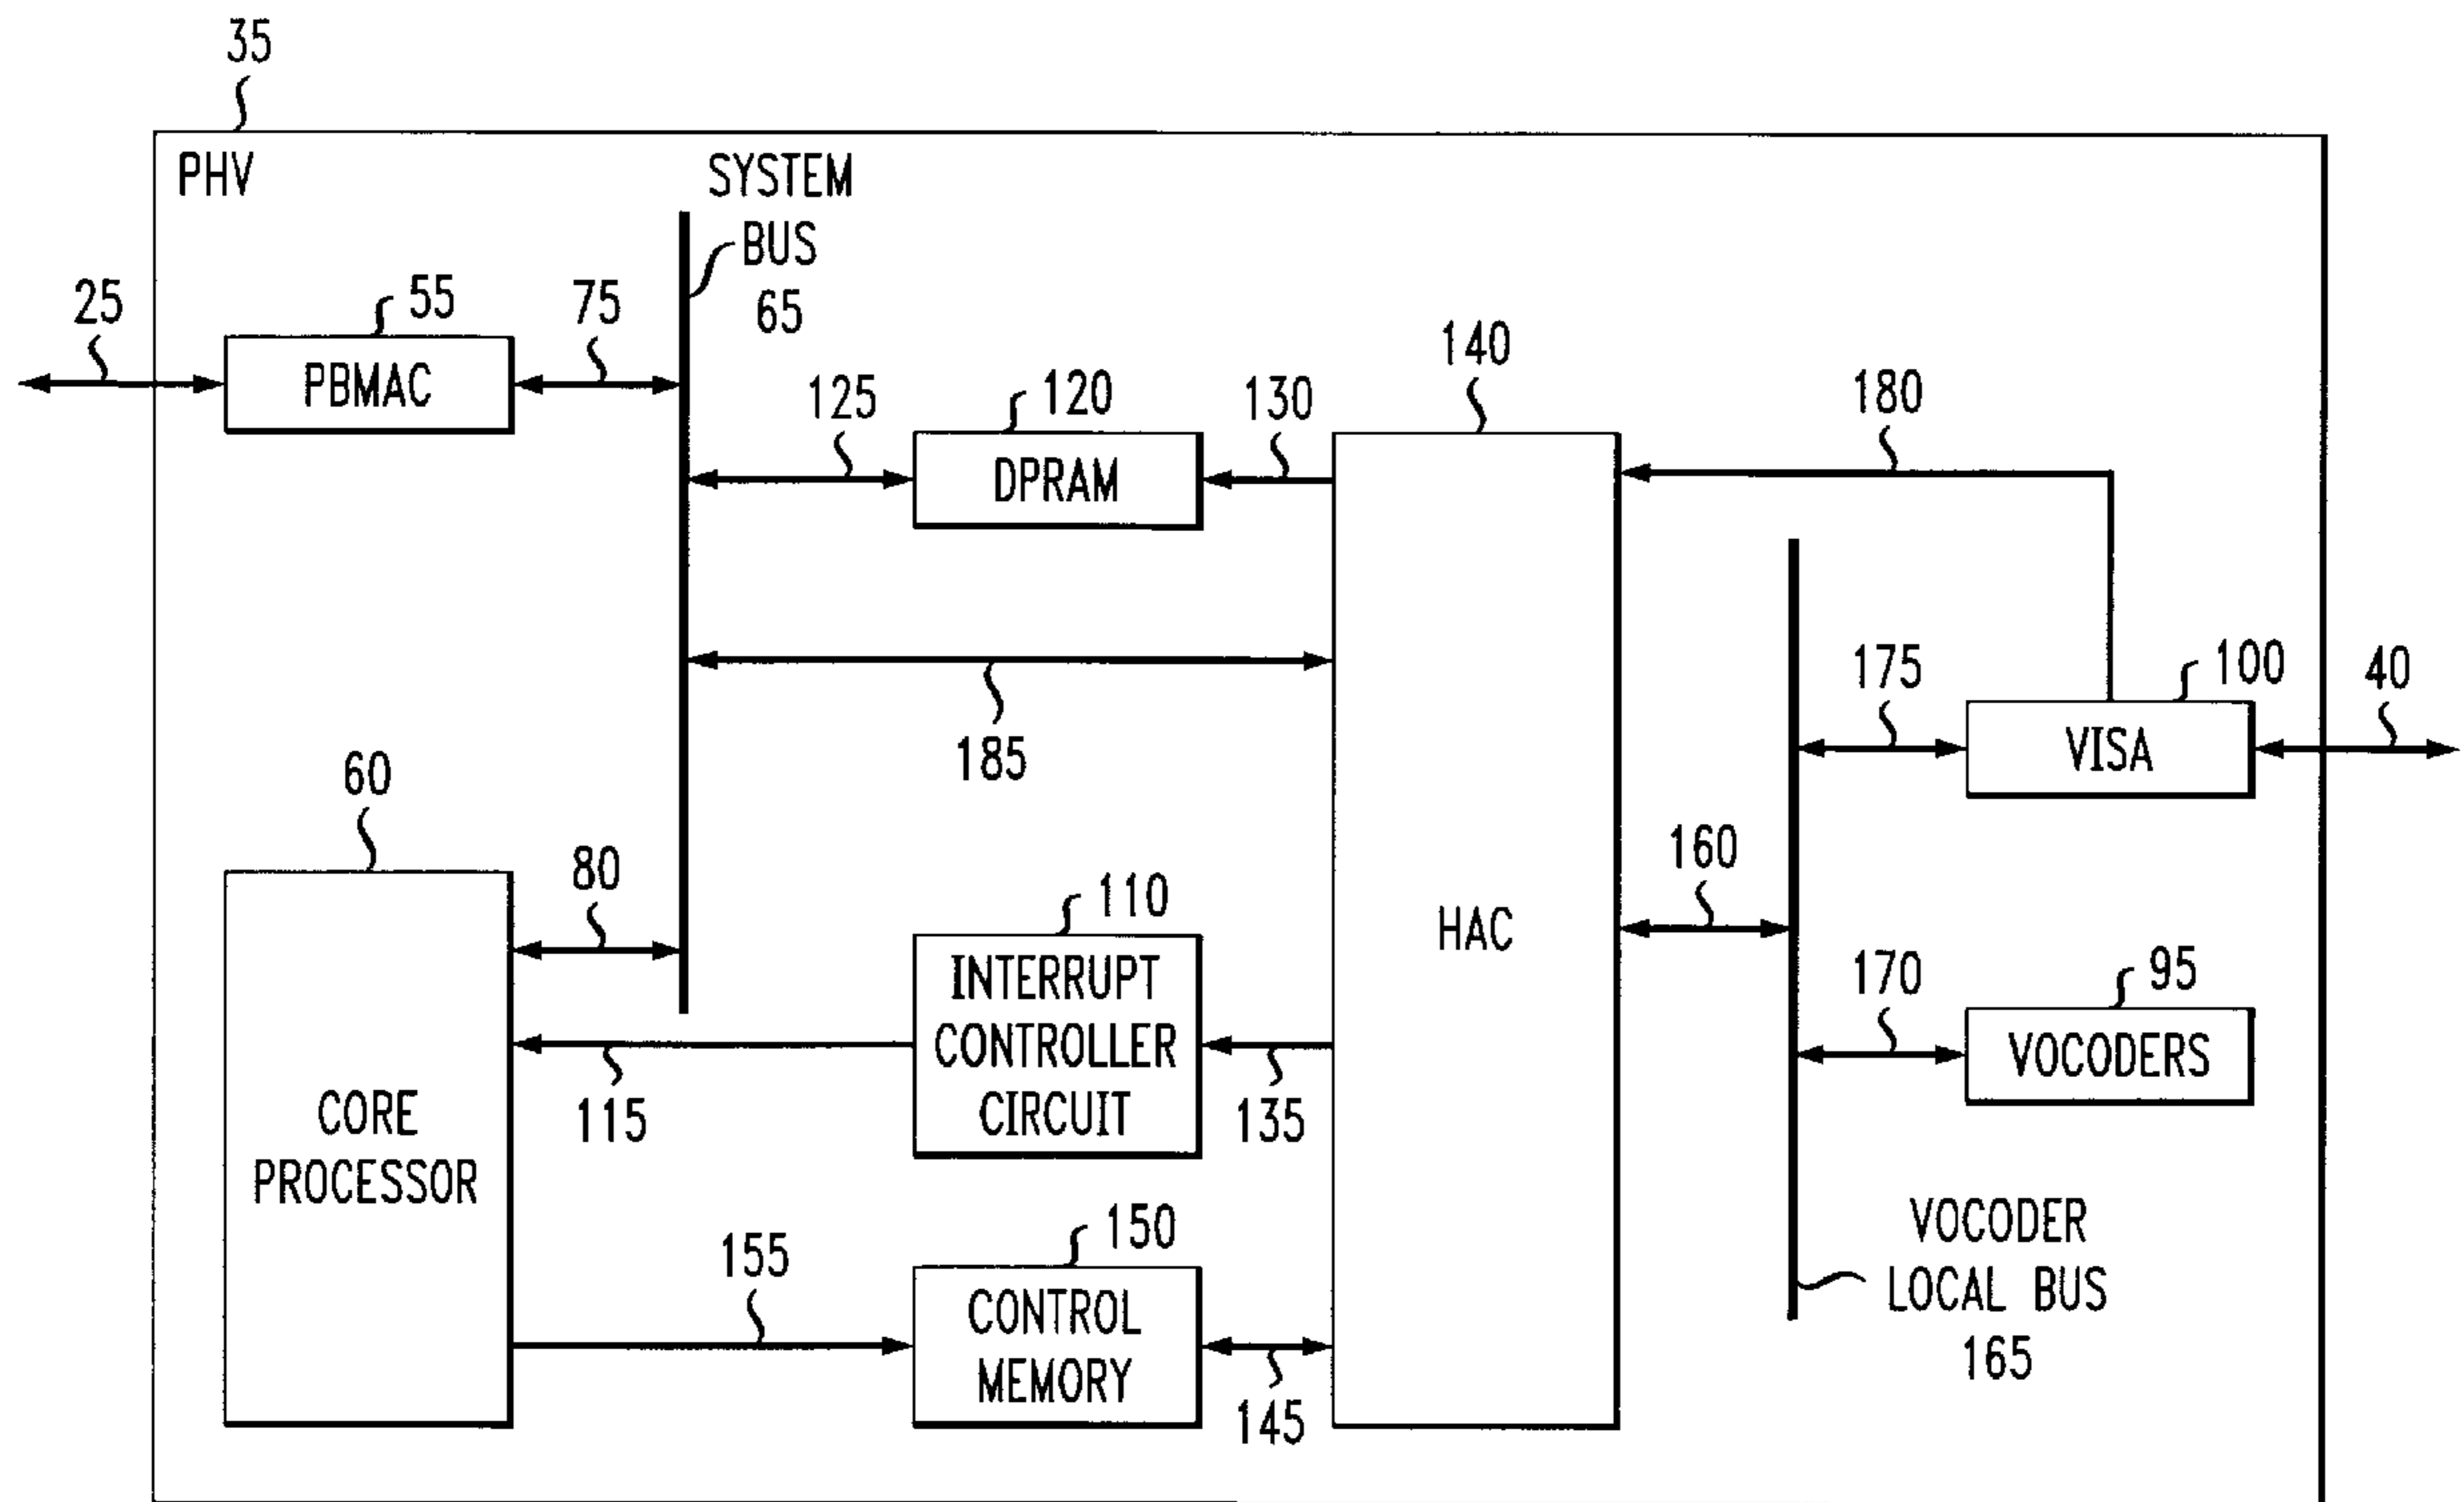 35
PHV
SYSTEM
BUS
65
25
55
PBMAC
75
125
120
DPRAM
130
140
HAC
180
185
175
100
VISA
40
60
CORE
PROCESSOR
80
115
110
INTERRUPT
CONTROLLER
CIRCUIT
135
160
170
95
VOCODERS
155
150
CONTROL
MEMORY
145
VOCODER
LOCAL BUS
165